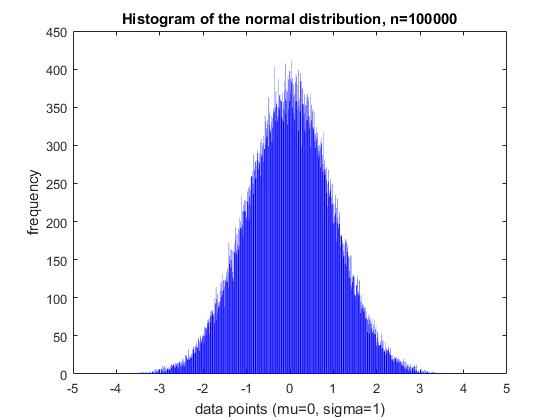 Histogram of the normal distribution, n=100000
450
400
350
300
250
200
150
100
50
0
frequency
-5 -4 -3 -2 -1 0 1 2 3 4 5
data points (mu=0, sigma=1)